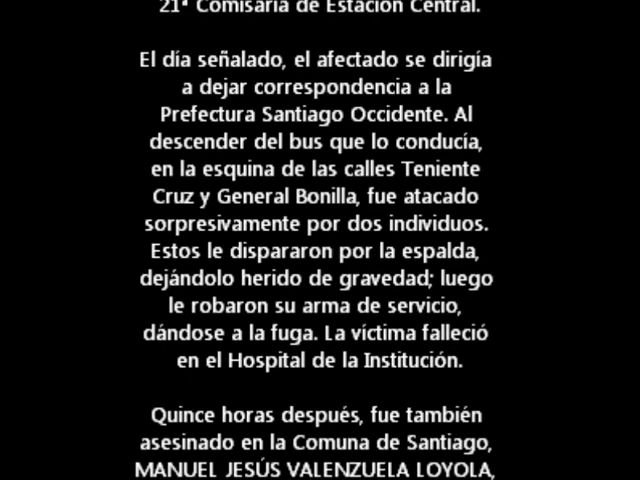 21ª Comisaría de Estación Central.
El día señalado, el afectado se dirigía
a dejar correspondencia a la
Prefectura Santiago Occidente. Al
descender del bus que lo conducía,
en la esquina de las calles Teniente
Cruz y General Bonilla, fue atacado
sorpresivamente por dos individuos.
Estos le dispararon por la espalda,
dejándolo herido de gravedad; luego
le robaron su arma de servicio,
dándose a la fuga. La víctima falleció
en el Hospital de la Institución.
Quince horas después, fue también
asesinado en la Comuna de Santiago,
MANUEL JESÚS VALENZUELA LOYOLA,